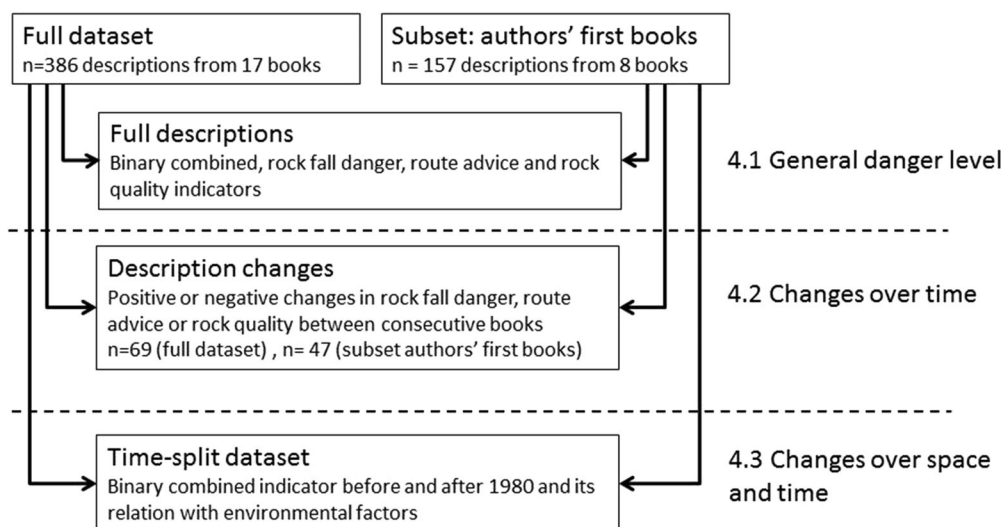 Full dataset
n=386 descriptions from 17 books
Subset: authors' first books
n = 157 descriptions from 8 books
Full descriptions
Binary combined, rock fall danger, route advice and rock
quality indicators
4.1 General danger level
Description changes
Positive or negative changes in rock fall danger, route
advice or rock quality between consecutive books
n=69 (full dataset) , n= 47 (subset authors' first books)
4.2 Changes over time
Time-split dataset
Binary combined indicator before and after 1980 and its
relation with environmental factors
4.3 Changes over space
and time